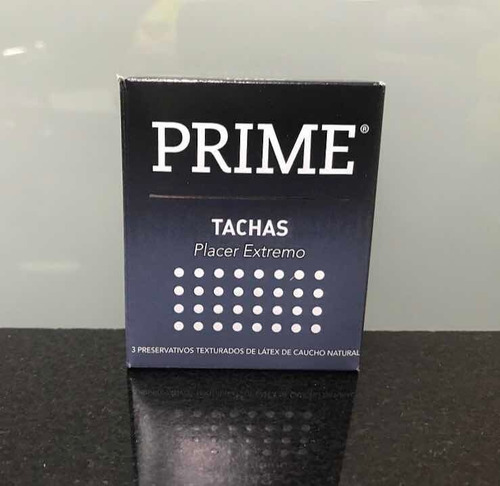 PRIME®
TACHAS
Placer Extremo
3 PRESERVATIVOS TEXTURADOS DE LÁTEX DE CAUCHO NATURAL